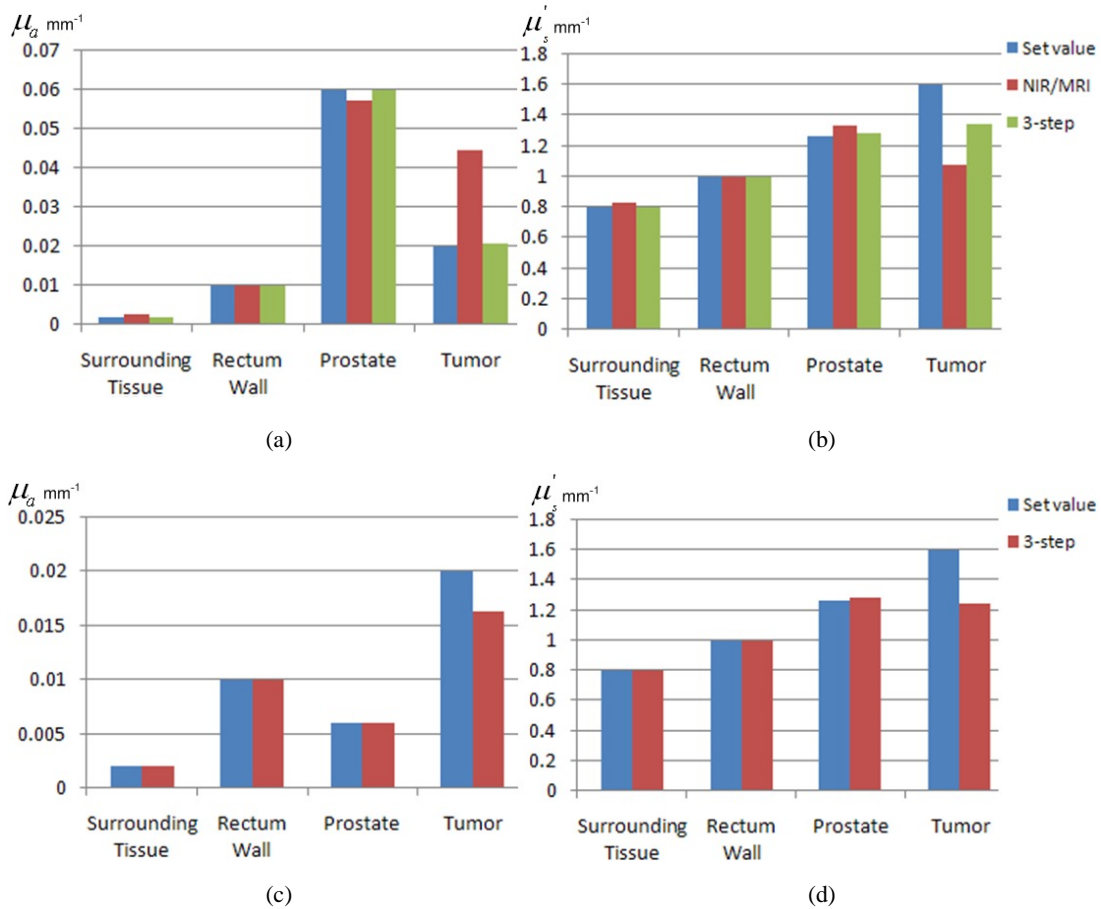 μa mm-1
0.07
0.06
0.05
0.04
0.03
0.02
0.01
0
Surrounding Tissue
Rectum Wall
Prostate
Tumor
(a)
μs' mm-1
1.8
1.6
1.4
1.2
1
0.8
0.6
0.4
0.2
0
Surrounding Tissue
Rectum Wall
Prostate
Tumor
Set value
NIR/MRI
3-step
(b)
μa mm-1
0.025
0.02
0.015
0.01
0.005
0
Surrounding Tissue
Rectum Wall
Prostate
Tumor
(c)
μs' mm-1
1.8
1.6
1.4
1.2
1
0.8
0.6
0.4
0.2
0
Surrounding Tissue
Rectum Wall
Prostate
Tumor
Set value
3-step
(d)